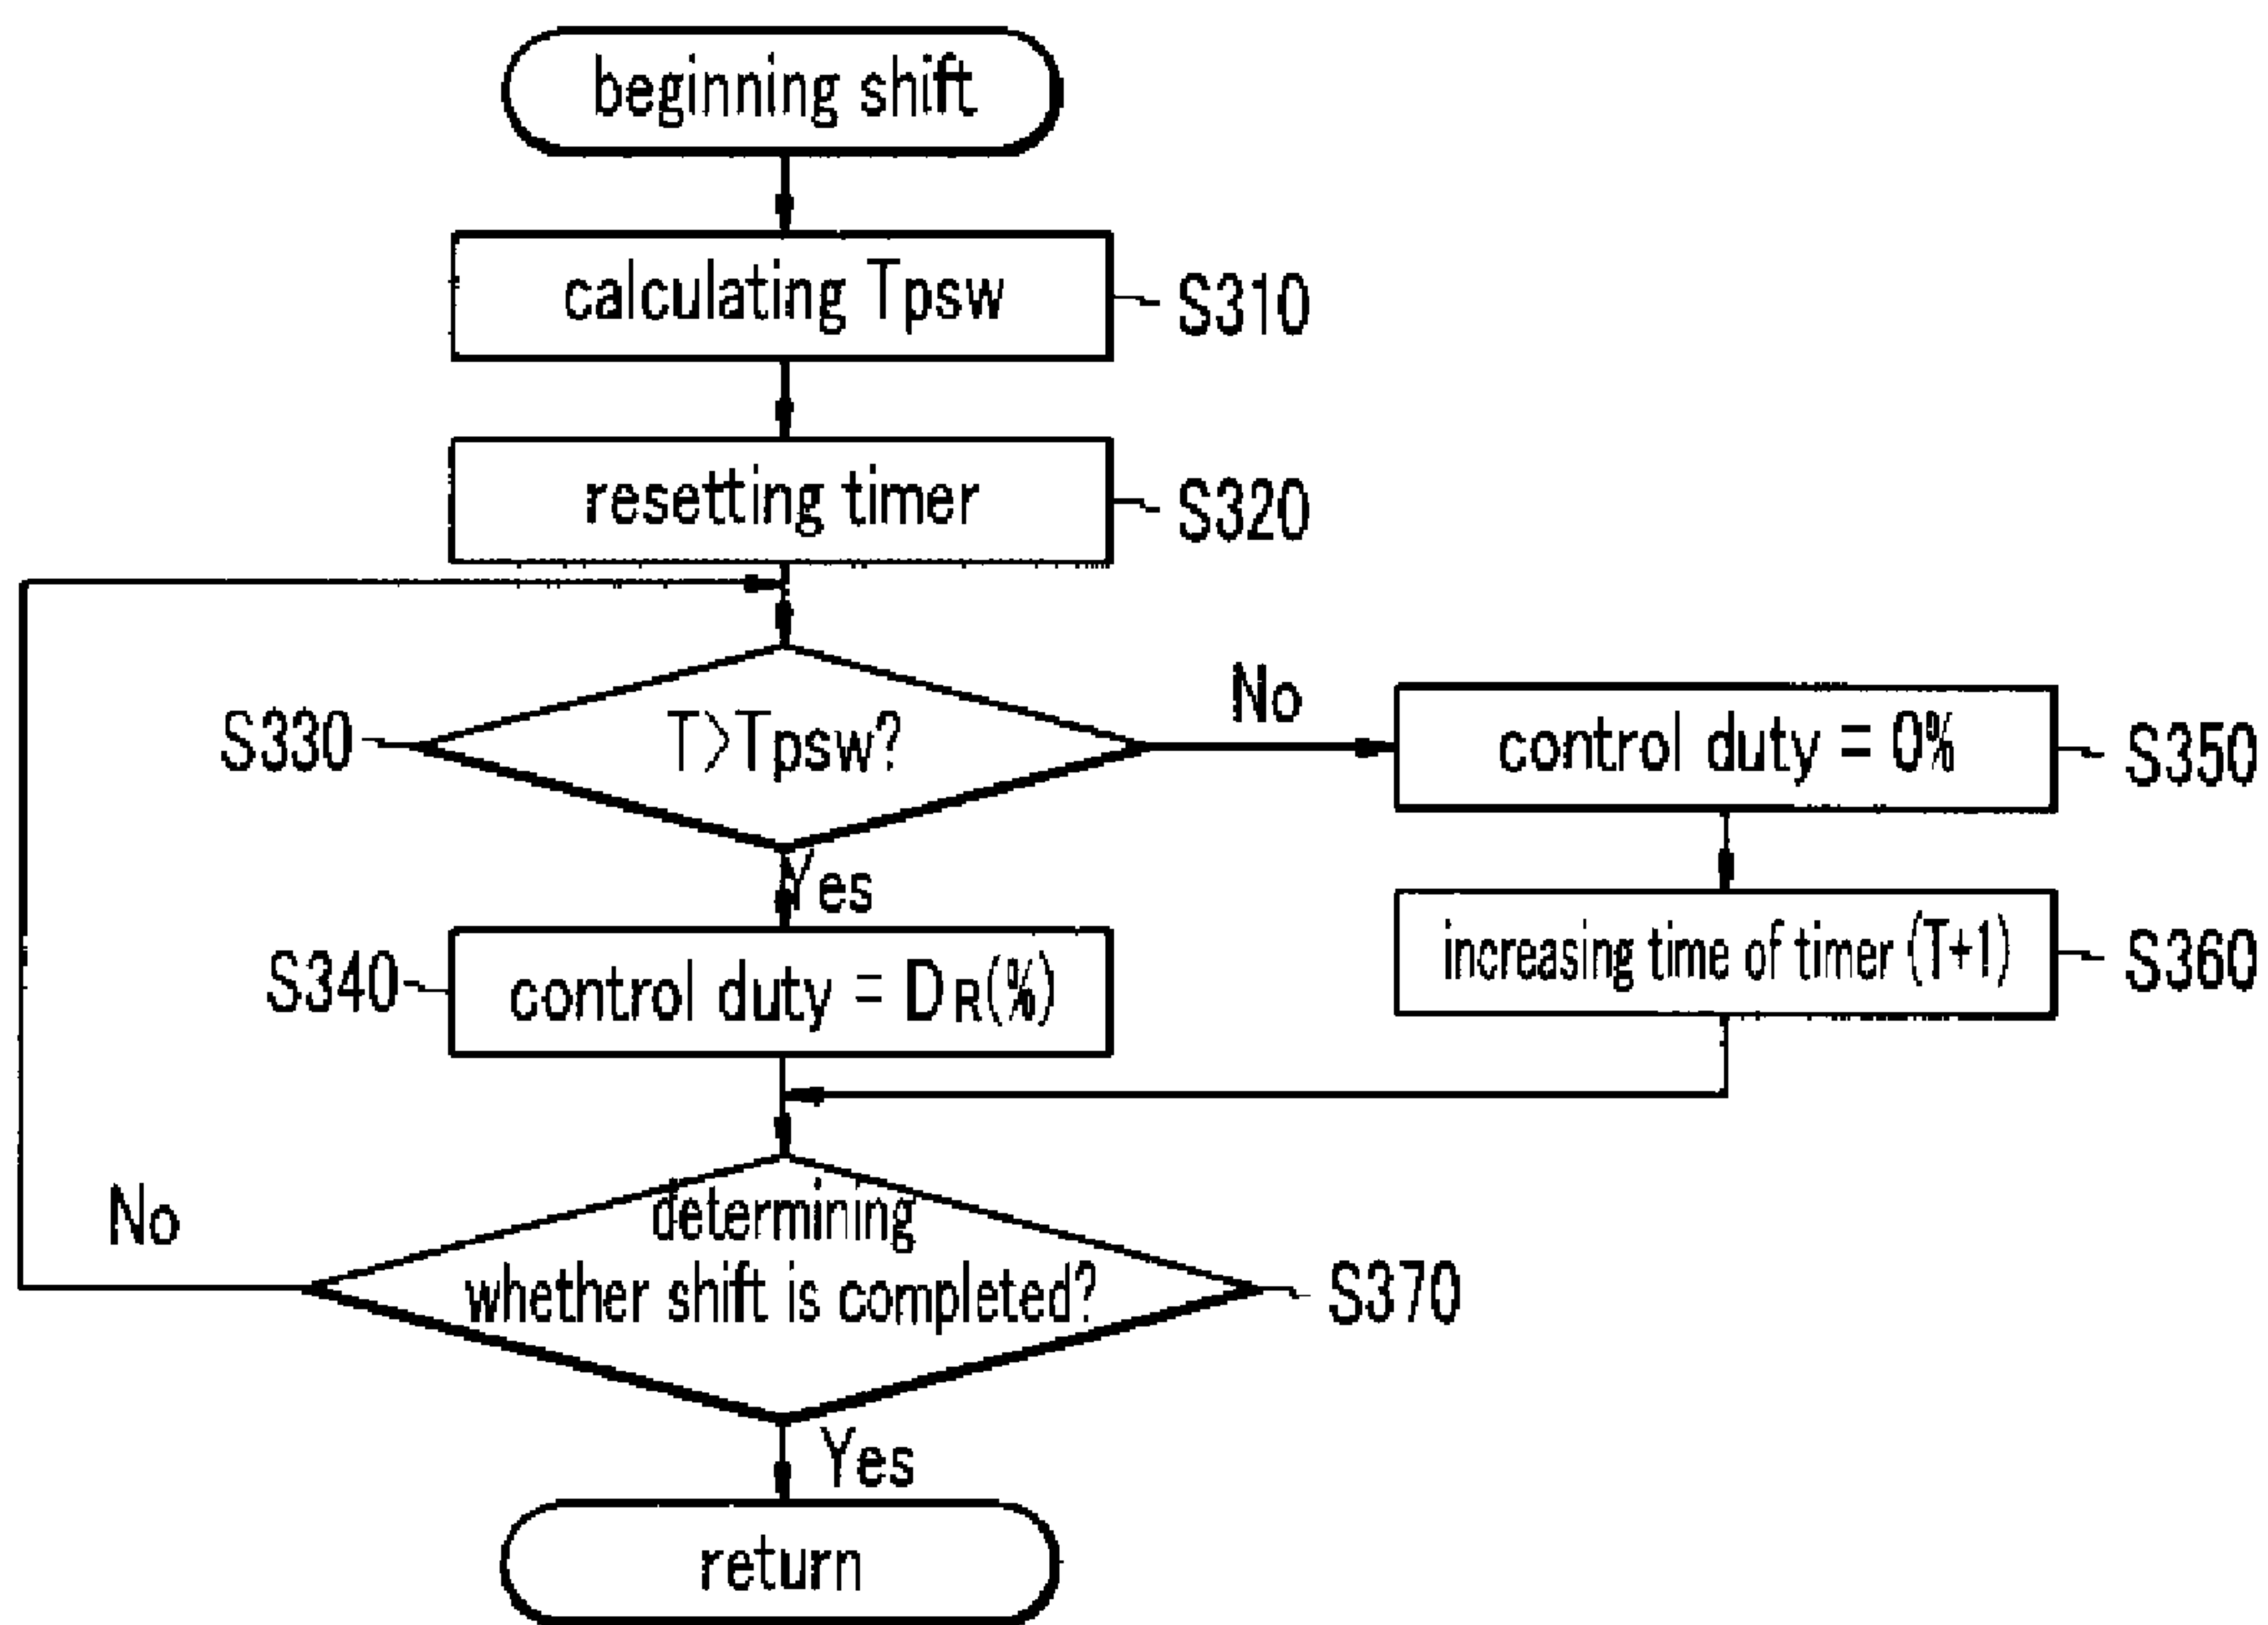 beginning shift
calculating Tpsw
S310
resetting timer
S320
S330
T>Tpsw?
No
control duty = 0%
S350
Yes
increasing time of timer (T+1)
S360
S340
control duty = DR(%)
No
determining
whether shift is completed?
S370
Yes
return